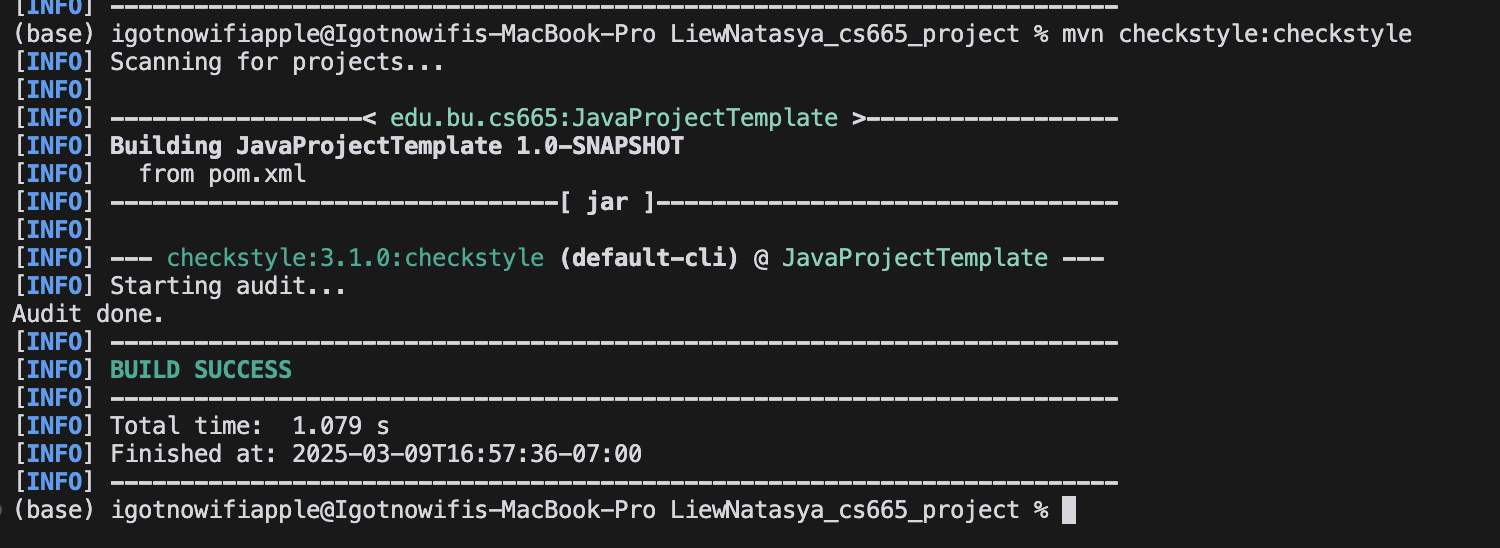 [INFO] ------------------------------------------------------------------------
(base) igotnowifiapple@Igotnowifis-MacBook-Pro LiewNatasya_cs665_project % mvn checkstyle:checkstyle
[INFO] Scanning for projects...
[INFO]
[INFO] ------------------< edu.bu.cs665:JavaProjectTemplate >------------------
[INFO] Building JavaProjectTemplate 1.0-SNAPSHOT
[INFO]   from pom.xml
[INFO] --------------------------------[ jar ]---------------------------------
[INFO]
[INFO] --- checkstyle:3.1.0:checkstyle (default-cli) @ JavaProjectTemplate ---
[INFO] Starting audit...
Audit done.
[INFO] ------------------------------------------------------------------------
[INFO] BUILD SUCCESS
[INFO] ------------------------------------------------------------------------
[INFO] Total time:  1.079 s
[INFO] Finished at: 2025-03-09T16:57:36-07:00
[INFO] ------------------------------------------------------------------------
(base) igotnowifiapple@Igotnowifis-MacBook-Pro LiewNatasya_cs665_project %